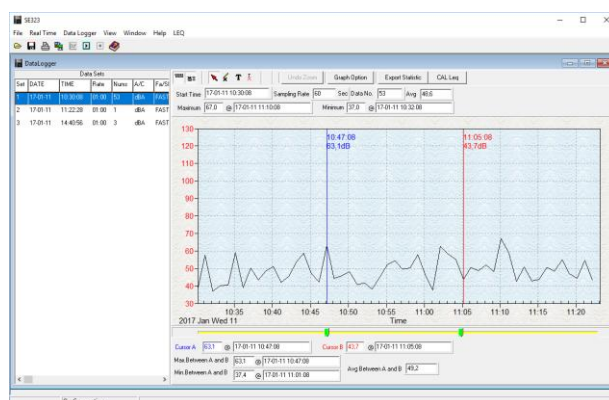 SE323
File Real Time Data Logger View Window Help LEQ
DataLogger
Data Sets
Set DATE TIME Rate Nums A/C Fa/Sl
1 17-01-11 10:30:08 01:00 53 dBA FAST
2 17-01-11 11:22:28 01:00 1 dBA FAST
3 17-01-11 14:40:56 01:00 3 dBA FAST
Undo Zoom Graph Option Export Statistic CAL Leq
Start Time 17-01-11 10:30:08 Sampling Rate 60 Sec Data No. 53 Avg 48,6
Maximum 67,0 @ 17-01-11 11:10:08 Minimum 37,0 @ 17-01-11 10:32:08
130
120
110
100
90
80
70
60
50
40
30
10:47:08
63,1dB
11:05:08
43,7dB
10:35 10:40 10:45 10:50 10:55 11:00 11:05 11:10 11:15 11:20
2017 Jan Wed 11 Time
Cursor A 63,1 @ 17-01-11 10:47:08 Cursor B 43,7 @ 17-01-11 11:05:08
Max.Between A and B 63,1 @ 17-01-11 10:47:08
Min.Between A and B 37,4 @ 17-01-11 11:01:08
Avg.Between A and B 49,2